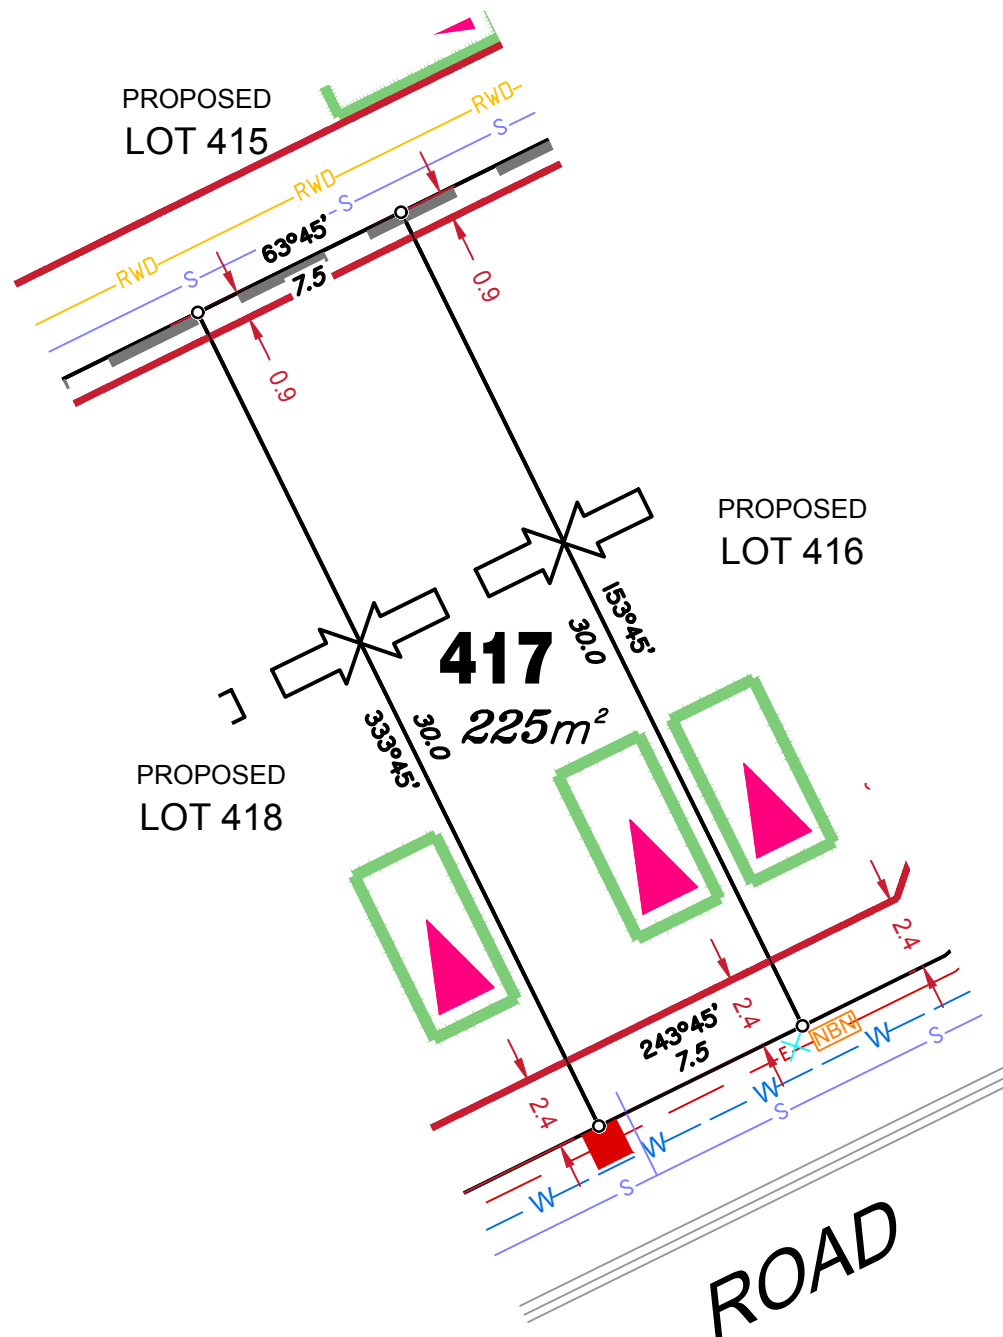 RWD
S
PROPOSED
LOT 415
RWD
S
63°45'
RWD
S
7.5
0.9
0.9
PROPOSED
LOT 416
153°45'
30.0
417
225m²
333°45'
30.0
PROPOSED
LOT 418
2.4
2.4
243°45'
7.5
2.4
NBN
E
W
S
W
S
W
S
W
ROAD